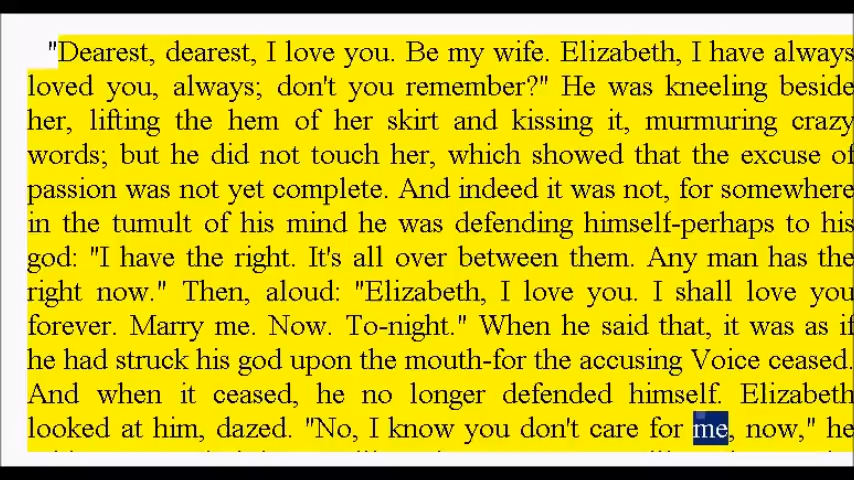 "Dearest, dearest, I love you. Be my wife. Elizabeth, I have always
loved you, always; don't you remember?" He was kneeling beside
her, lifting the hem of her skirt and kissing it, murmuring crazy
words; but he did not touch her, which showed that the excuse of
passion was not yet complete. And indeed it was not, for somewhere
in the tumult of his mind he was defending himself-perhaps to his
god: "I have the right. It's all over between them. Any man has the
right now." Then, aloud: "Elizabeth, I love you. I shall love you
forever. Marry me. Now. To-night." When he said that, it was as if
he had struck his god upon the mouth-for the accusing Voice ceased.
And when it ceased, he no longer defended himself. Elizabeth
looked at him, dazed. "No, I know you don't care for me, now," he